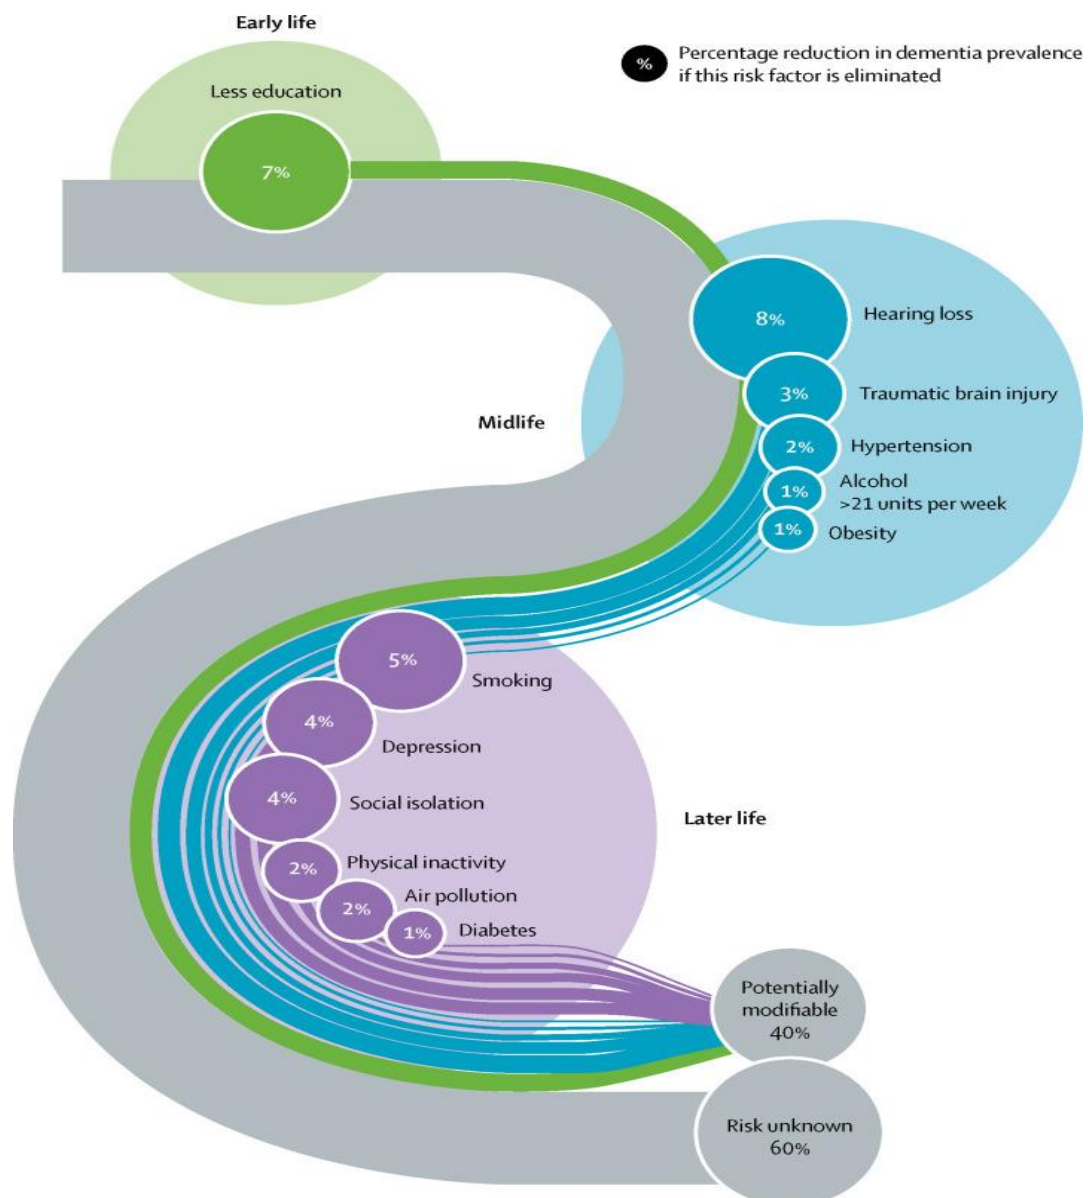 Early life
% Percentage reduction in dementia prevalence
if this risk factor is eliminated
Less education
7%
8% Hearing loss
3% Traumatic brain injury
Midlife
2% Hypertension
1% Alcohol
>21 units per week
1% Obesity
5% Smoking
4% Depression
4% Social isolation
Later life
2% Physical inactivity
2% Air pollution
1% Diabetes
Potentially
modifiable
40%
Risk unknown
60%